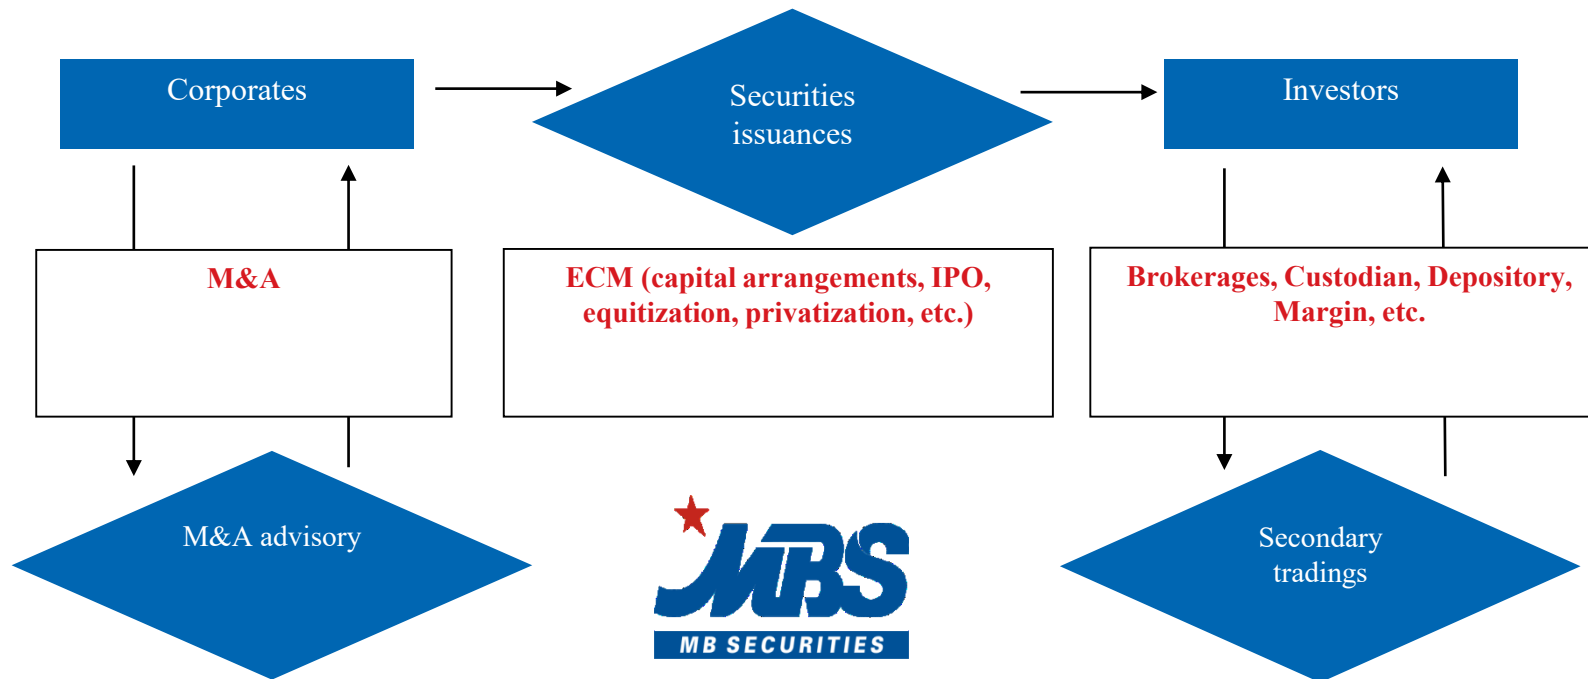 Corporates
Securities
issuances
Investors
M&A
ECM (capital arrangements, IPO,
equitization, privatization, etc.)
Brokerages, Custodian, Depository,
Margin, etc.
M&A advisory
MBS
MB SECURITIES
Secondary
tradings